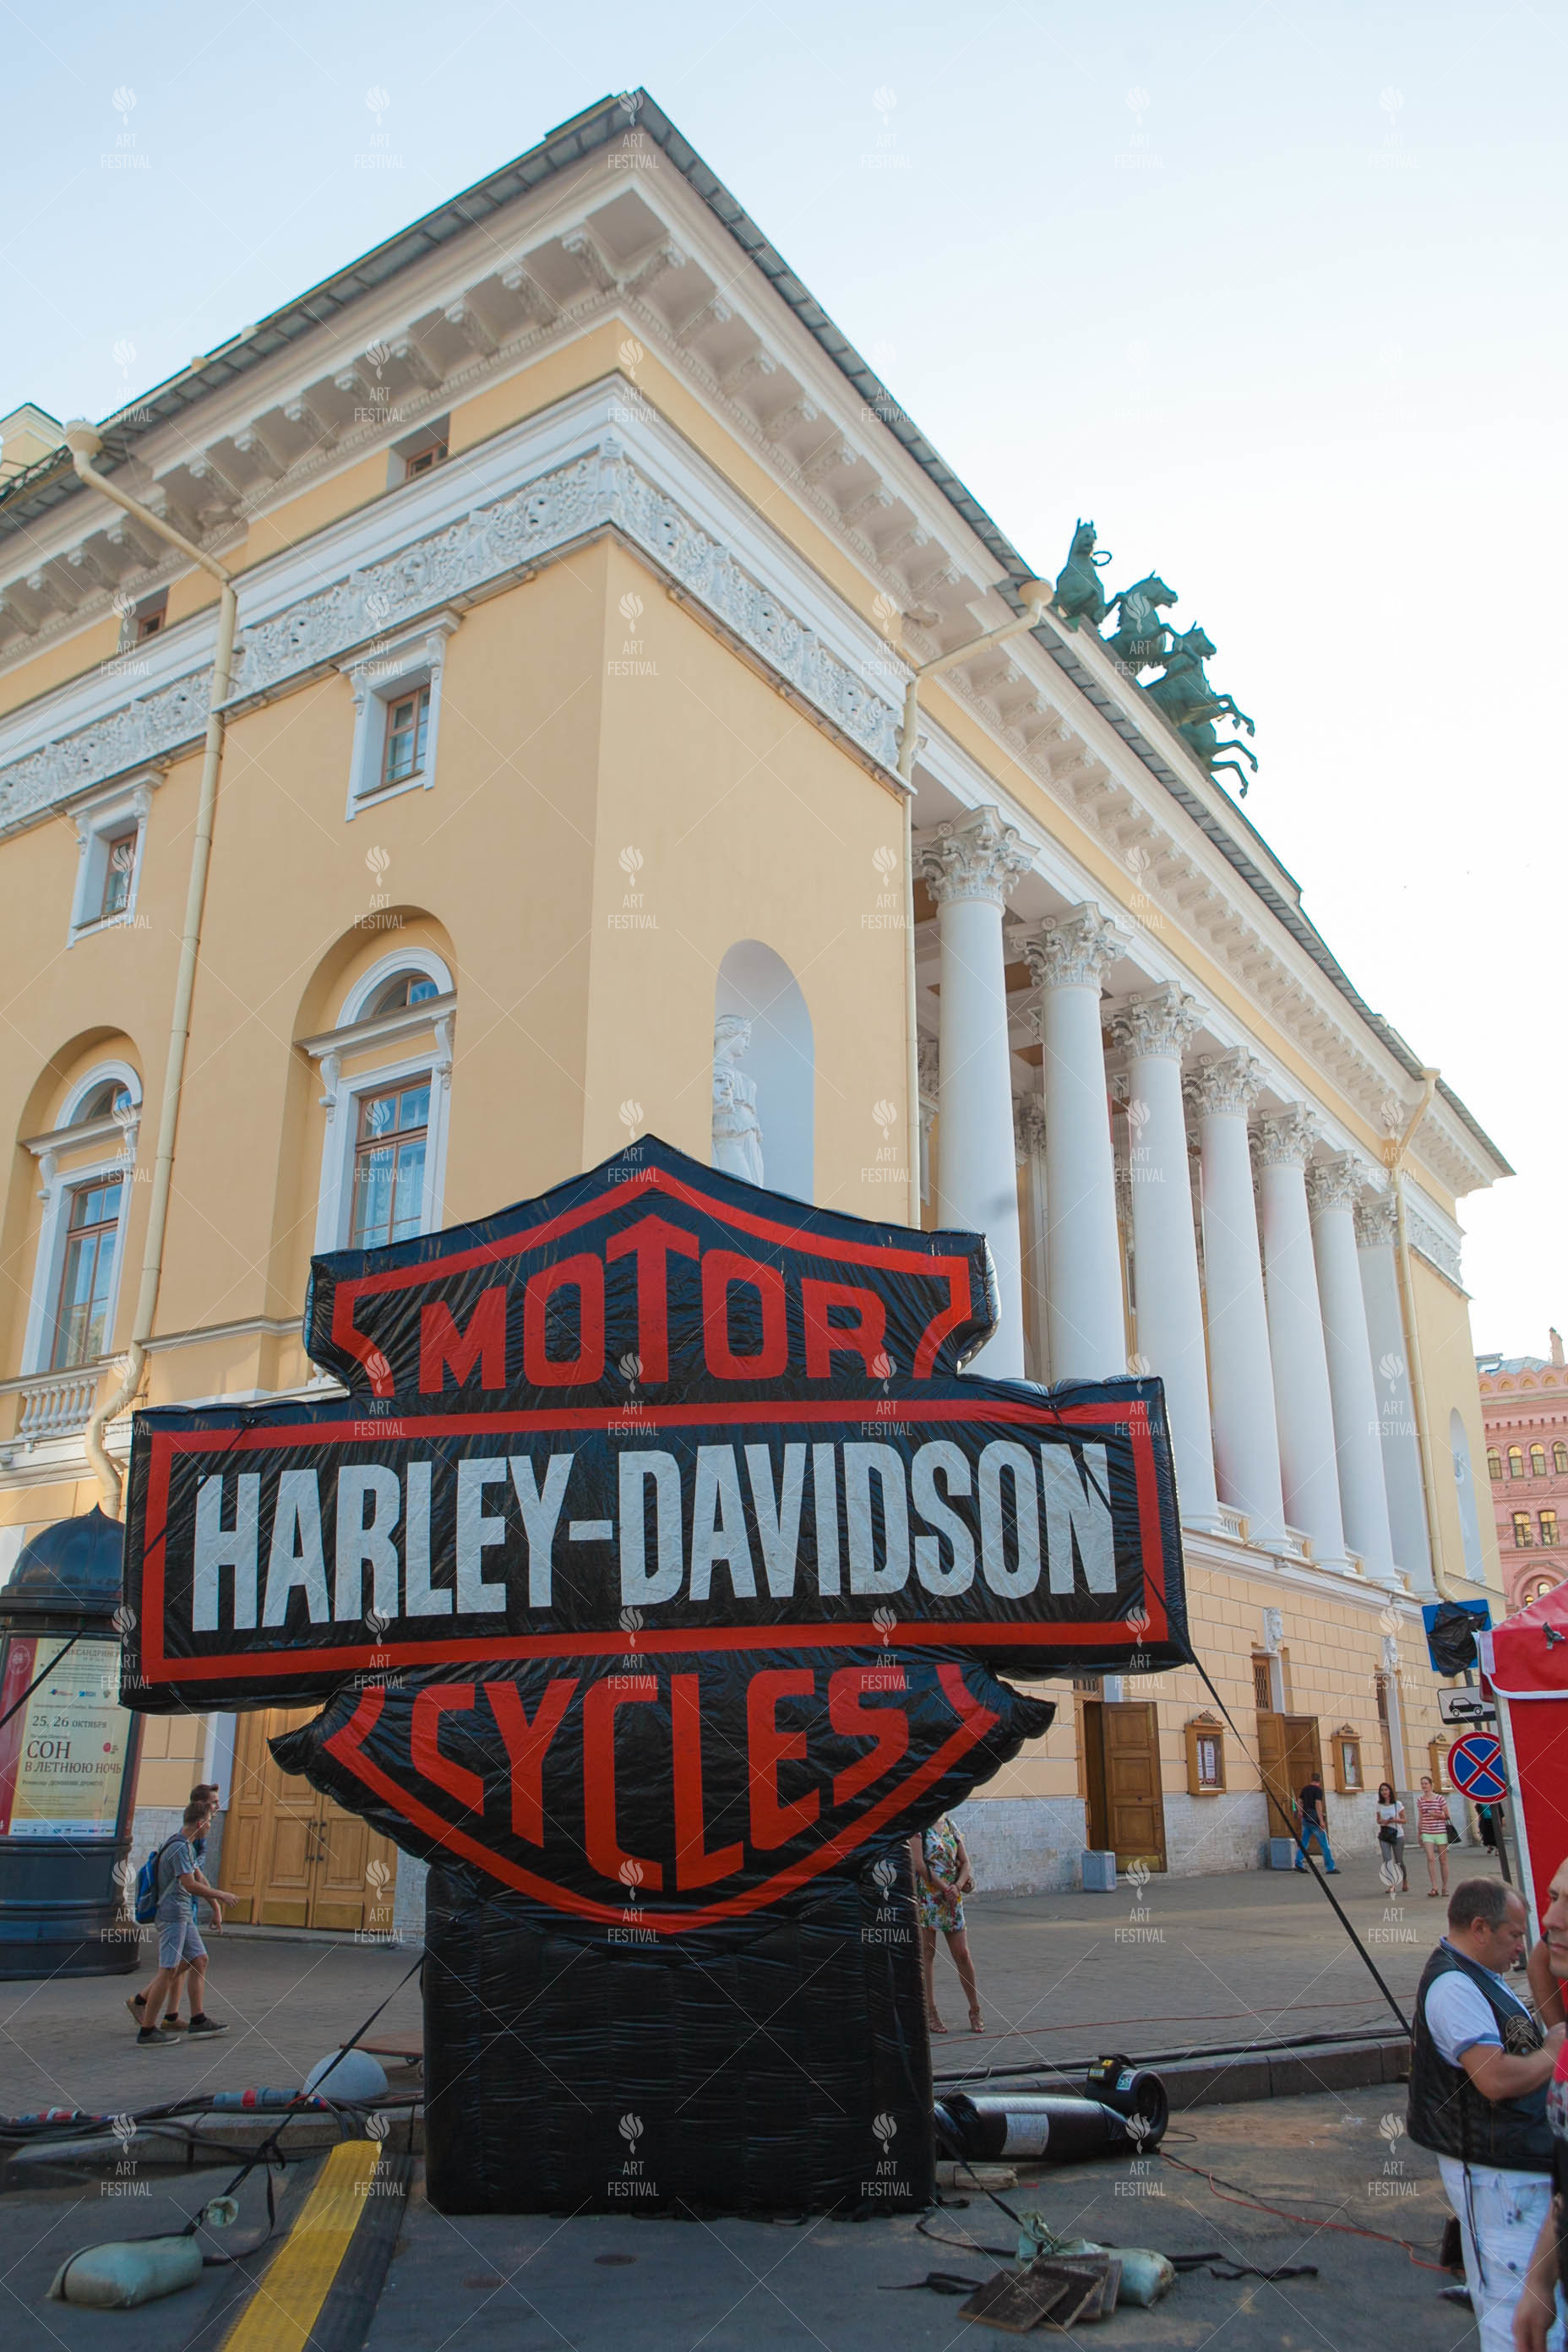 MOTOR
HARLEY-DAVIDSON
CYCLES
25, 26 ОКТЯБРЯ
СОН
В ЛЕТНЮЮ НОЧЬ
ART
FESTIVAL